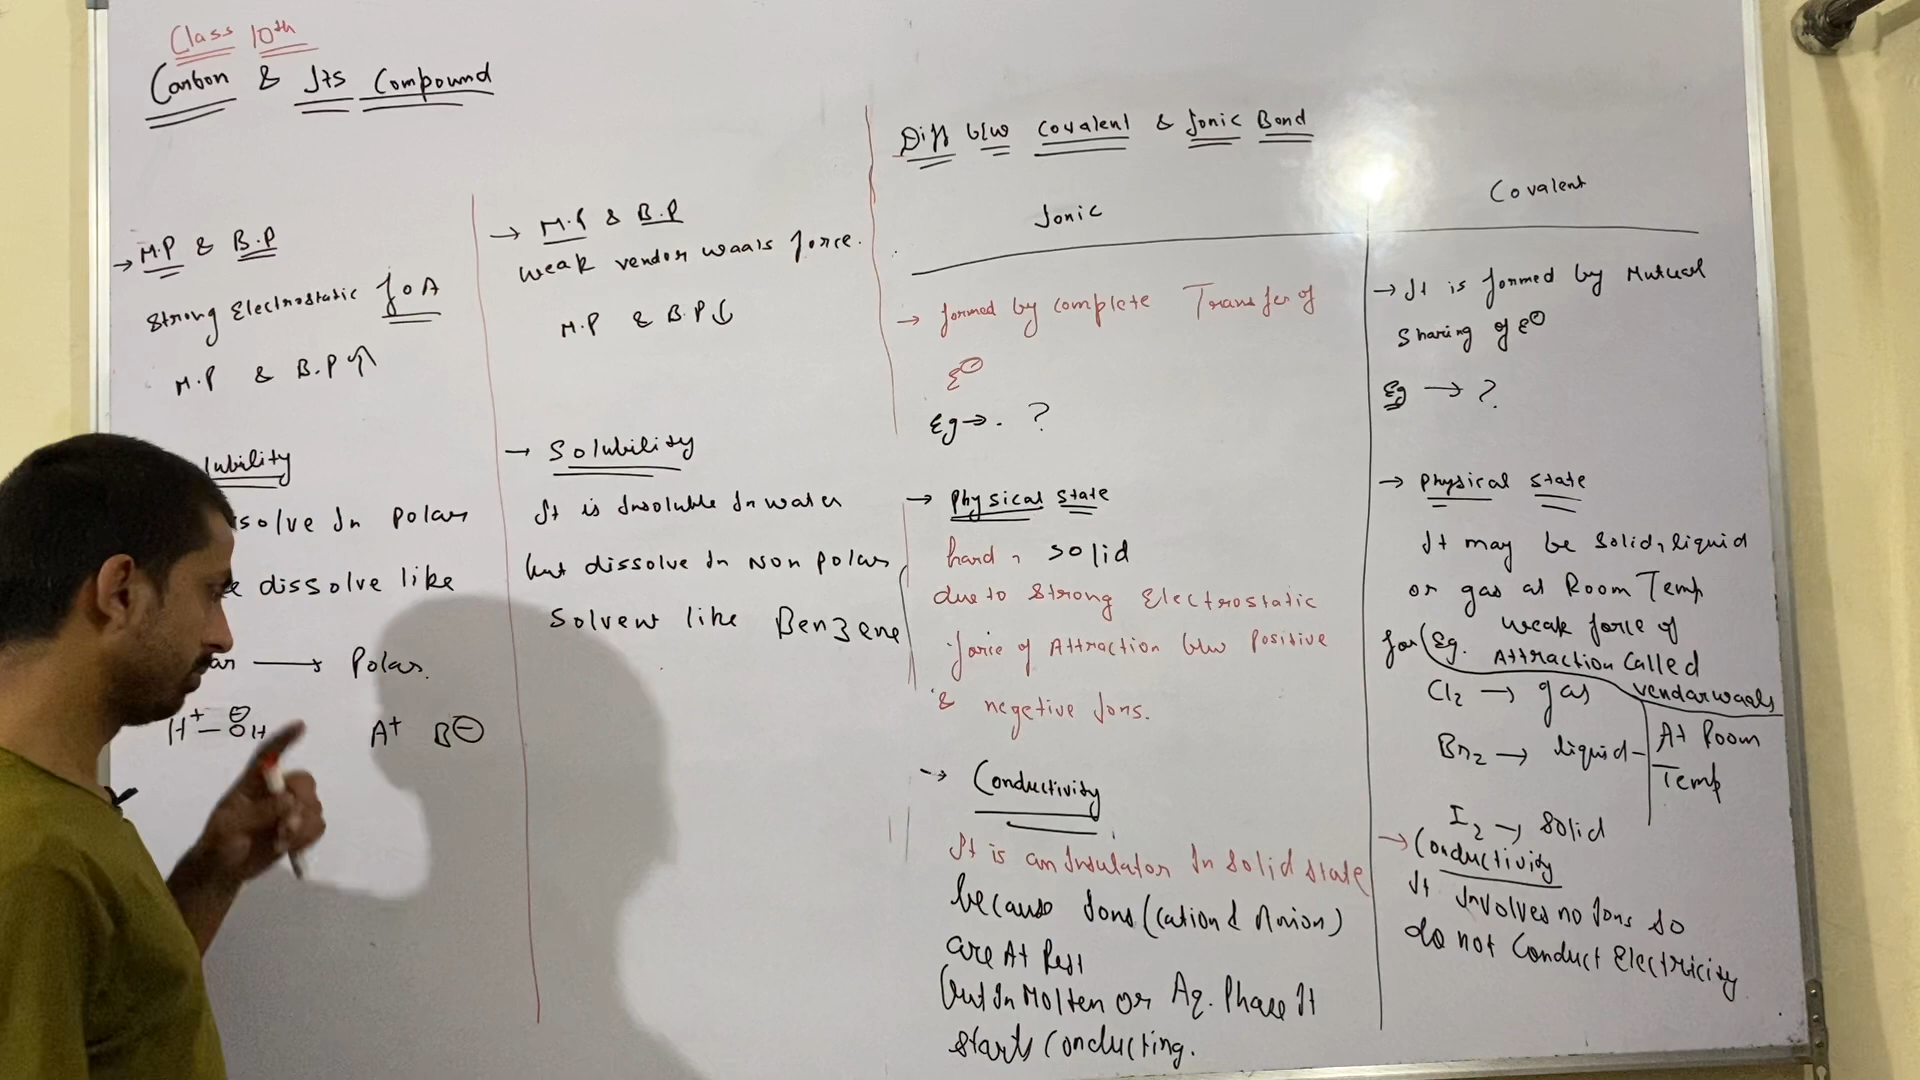 Class 10th
Carbon & Its Compound
→ M.P & B.P
Strong Electrostatic f o A
M.P & B.P ↑
lubility
solve In Polar
dissolve like
ar → Polar.
H+ – OH⊖ A+ B⊖
→ M.P & B.P
weak vender waals force.
M.P & B.P ↓
→ Solubility
It is Insoluble In water
but dissolve In Non polar
Solvent like Benzene
Diff b/w Covalent & Ionic Bond
Ionic
→ formed by complete Transfer of
e⊖
Eg → . ?
→ Physical State
hard, solid
due to Strong Electrostatic
force of Attraction b/w Positive
& negetive Ions.
→ Conductivity
It is an Insulator In Solid state
because Ions (cation & Anion)
are At Rest
but In Molten or Aq. Phase It
starts Conducting.
Covalent
→ It is formed by Mutual
Sharing of e⊖
Eg → ?
→ Physical State
It may be Solid, liquid
or gas at Room Temp
for Eg. weak force of
Attraction Called
vendarwaals
Cl2 → gas
Br2 → liquid – At Room
Temp
I2 → Solid
→ Conductivity
It Involves no Ions So
do not Conduct Electricity